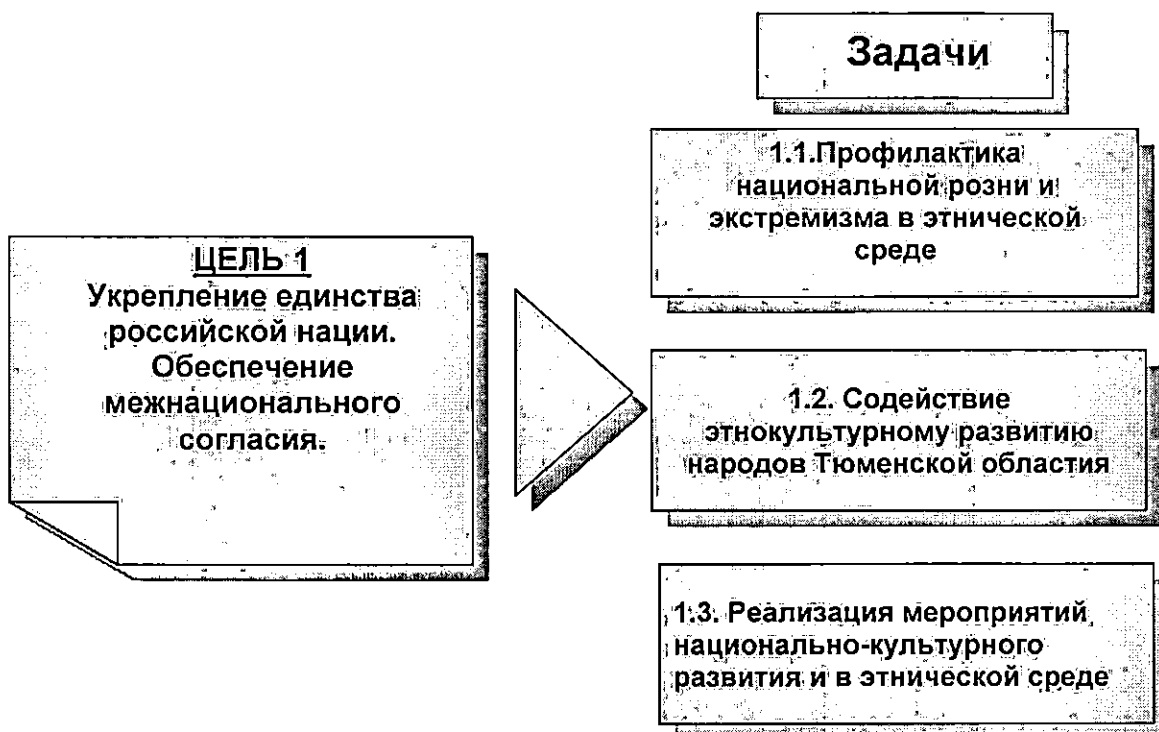 Задачи
1.1.Профилактика
национальной розни и
экстремизма в этнической
среде
ЦЕЛЬ 1
Укрепление единства
российской нации.
Обеспечение
межнационального
согласия.
1.2. Содействие
этнокультурному развитию
народов Тюменской областия
1.3. Реализация мероприятий
национально-культурного
развития и в этнической среде